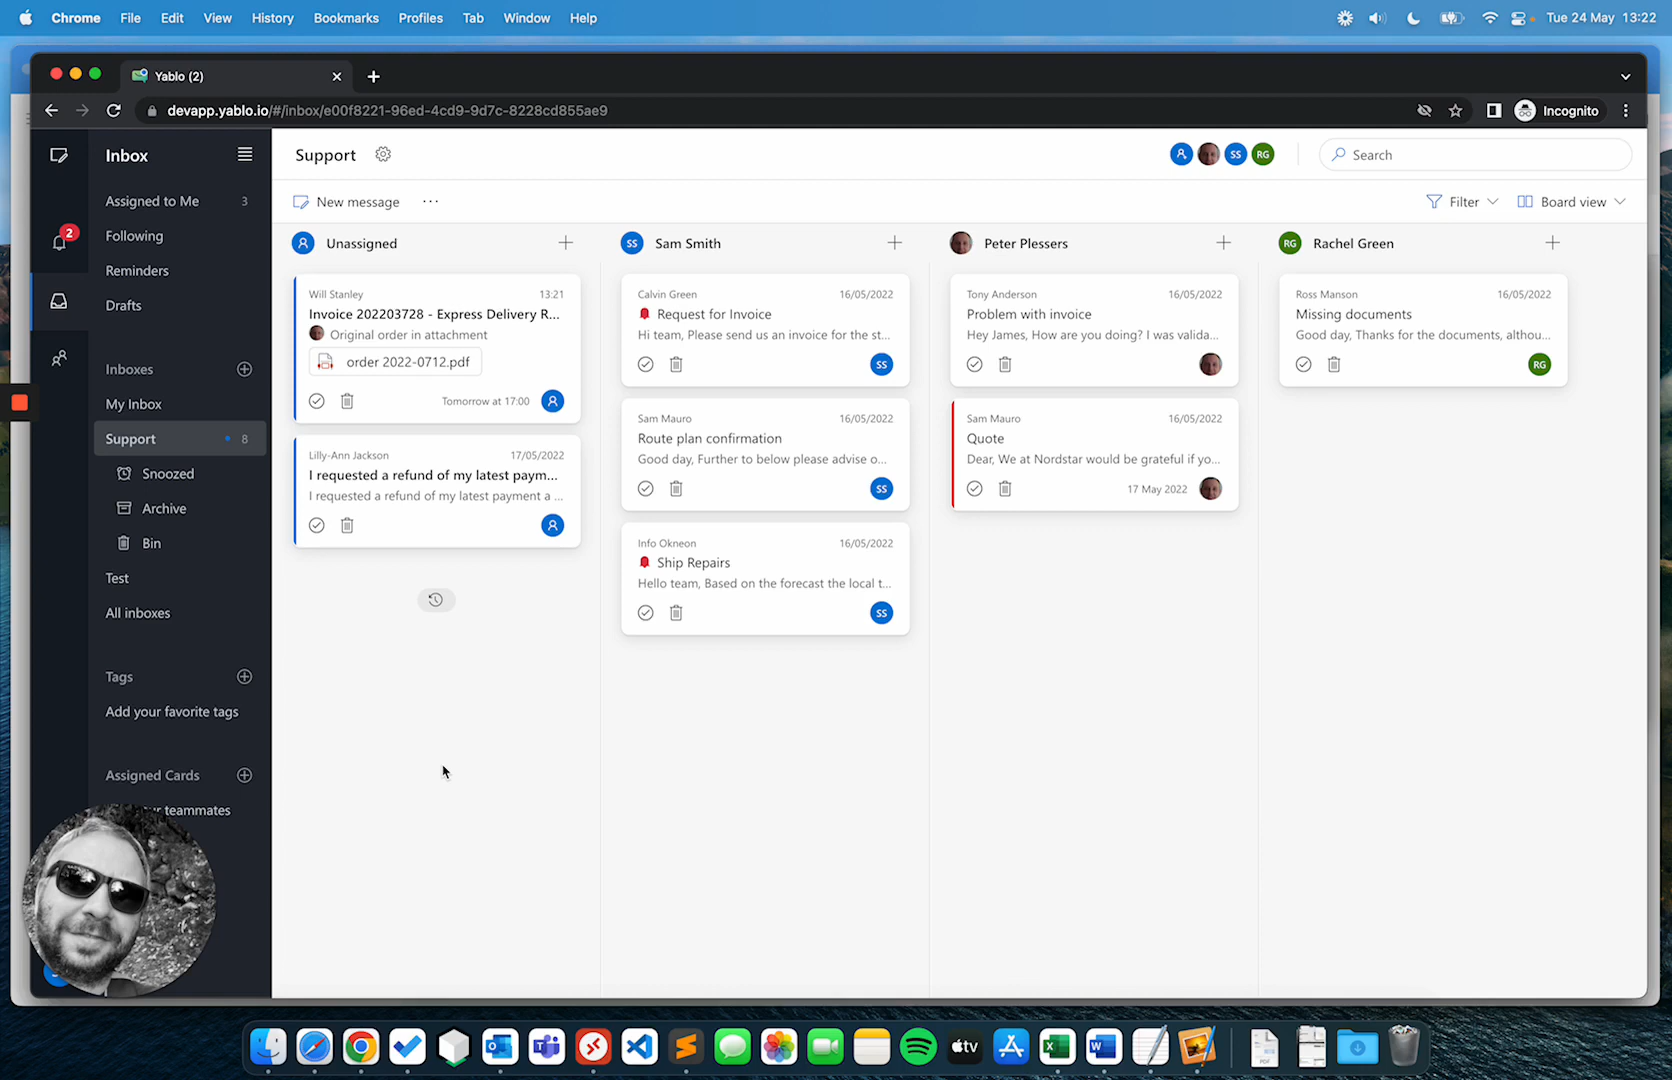 Chrome File Edit View History Bookmarks Profiles Tab Window Help Tue 24 May 13:22
Yablo (2)
devapp.yablo.io/#/inbox/e00f8221-96ed-4cd9-9d7c-8228cd855ae9 Incognito
Inbox
Assigned to Me 3
Following
Reminders
Drafts
2
Inboxes
My Inbox
Support 8
Snoozed
Archive
Bin
Test
All inboxes
Tags
Add your favorite tags
Assigned Cards
teammates
Support SS RG Search
New message ... Filter Board view
Unassigned
Will Stanley 13:21
Invoice 202203728 - Express Delivery R...
Original order in attachment
order 2022-0712.pdf
Tomorrow at 17:00
Lilly-Ann Jackson 17/05/2022
I requested a refund of my latest paym...
I requested a refund of my latest payment a ...
SS Sam Smith
Calvin Green 16/05/2022
Request for Invoice
Hi team, Please send us an invoice for the st...
SS
Sam Mauro 16/05/2022
Route plan confirmation
Good day, Further to below please advise o...
SS
Info Okneon 16/05/2022
Ship Repairs
Hello team, Based on the forecast the local t...
SS
Peter Plessers
Tony Anderson 16/05/2022
Problem with invoice
Hey James, How are you doing? I was valida...
Sam Mauro 16/05/2022
Quote
Dear, We at Nordstar would be grateful if yo...
17 May 2022
RG Rachel Green
Ross Manson 16/05/2022
Missing documents
Good day, Thanks for the documents, althou...
RG
tv
PDF